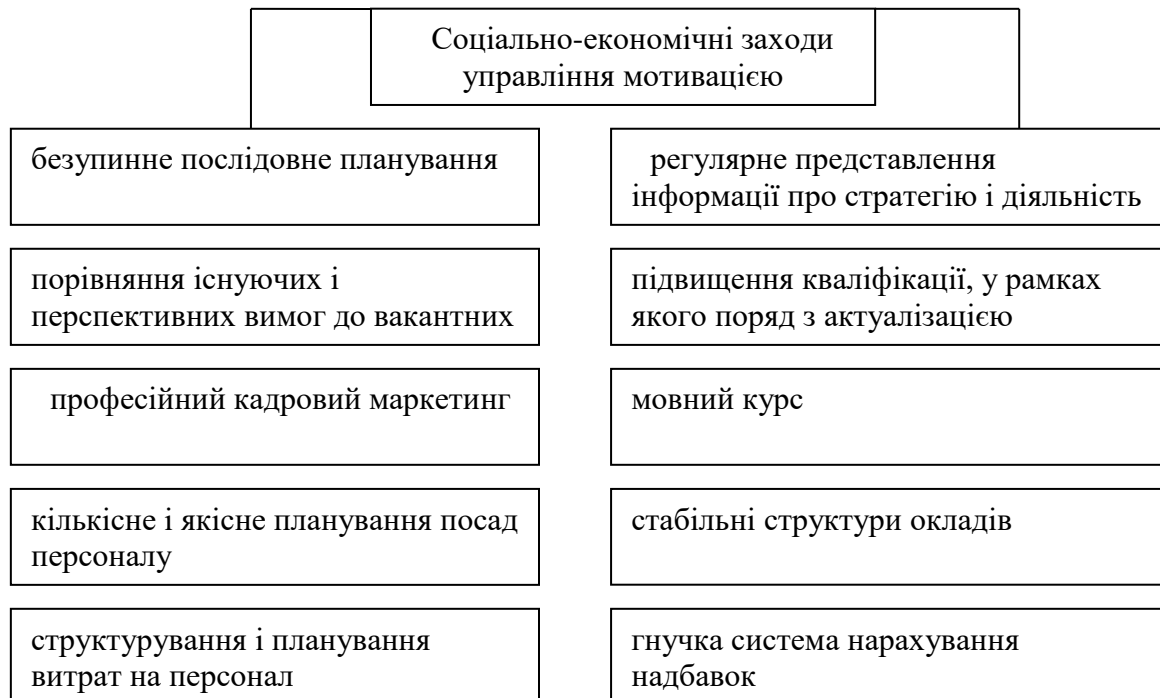 Соціально-економічні заходи
управління мотивацією
безупинне послідовне планування
регулярне представлення
інформації про стратегію і діяльність
порівняння існуючих і
перспективних вимог до вакантних
підвищення кваліфікації, у рамках
якого поряд з актуалізацією
професійний кадровий маркетинг
мовний курс
кількісне і якісне планування посад
персоналу
стабільні структури окладів
структурування і планування
витрат на персонал
гнучка система нарахування
надбавок